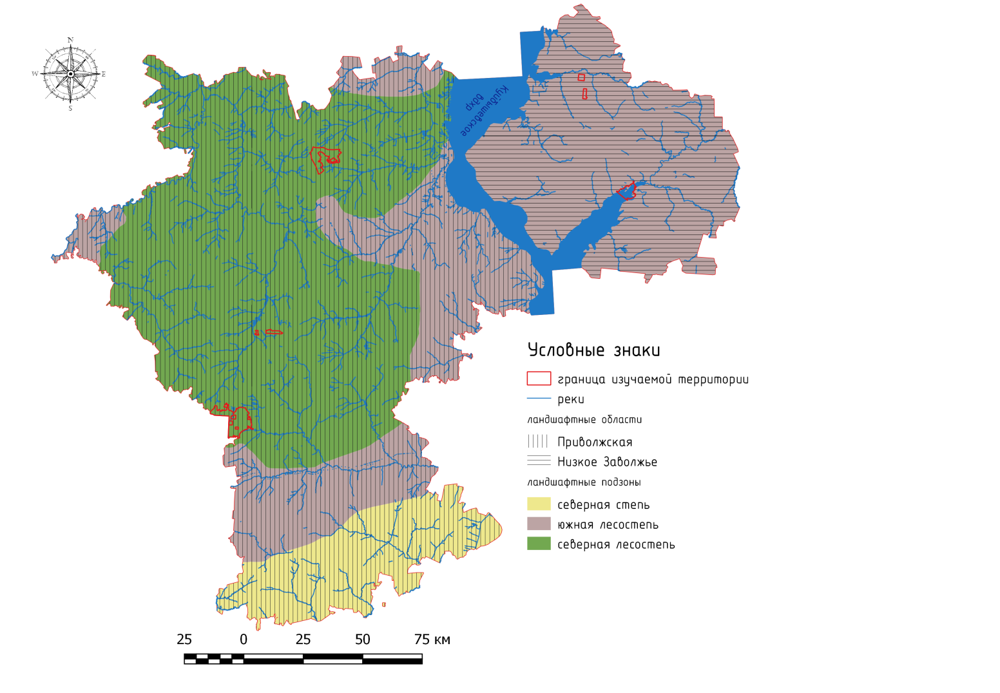 N
W
E
S
Куйбышевское
вдхр
Условные знаки
граница изучаемой территории
реки
ландшафтные области
Приволжская
Низкое Заволжье
ландшафтные подзоны
северная степь
южная лесостепь
северная лесостепь
25 0 25 50 75 км